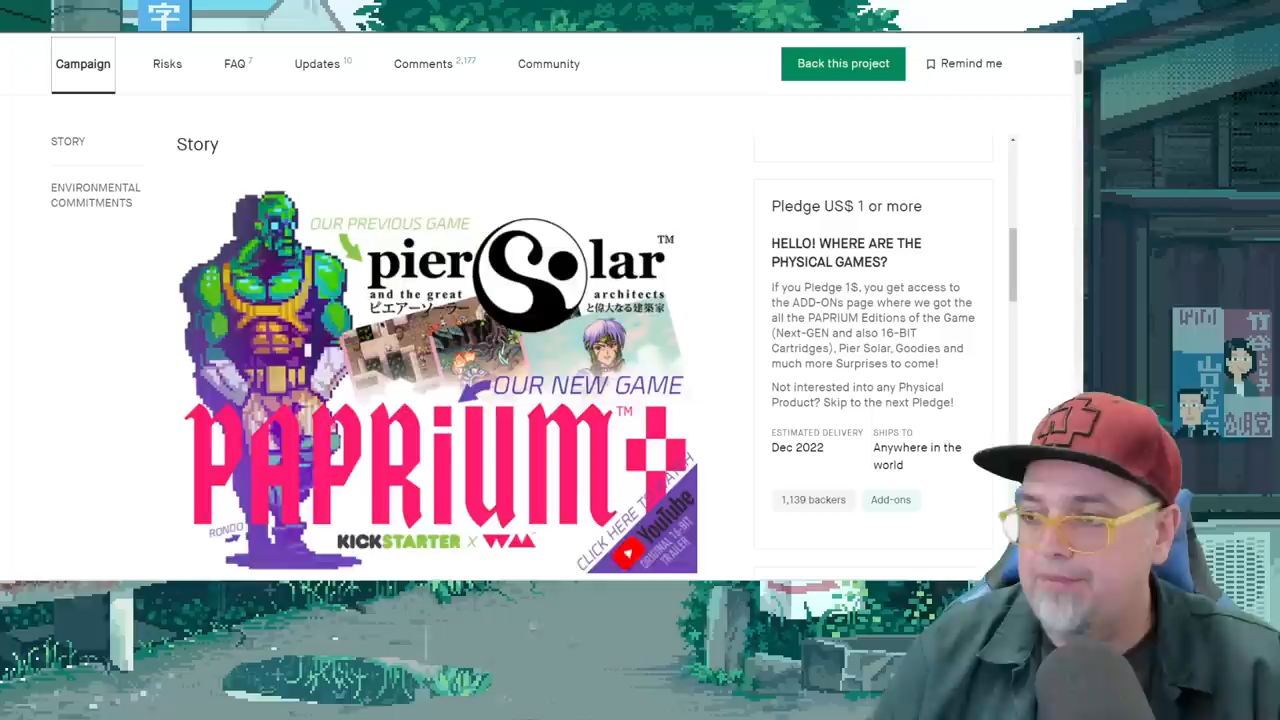 字
Campaign
Risks
FAQ 7
Updates 10
Comments 2,177
Community
Back this project
Remind me
STORY
ENVIRONMENTAL
COMMITMENTS
Story
OUR PREVIOUS GAME
pier Solar™
and the great architects
ピエアーソーラー と偉大なる建築家
OUR NEW GAME
PAPRIUM™
RONDO
KICKSTARTER x WM
CLICK HERE TO WATCH
YouTube
ORIGINAL 16-BIT
TRAILER
Pledge US$ 1 or more
HELLO! WHERE ARE THE
PHYSICAL GAMES?
If you Pledge 1$, you get access to
the ADD-ONs page where we got the
all the PAPRIUM Editions of the Game
(Next-GEN and also 16-BIT
Cartridges), Pier Solar, Goodies and
much more Surprises to come!
Not interested into any Physical
Product? Skip to the next Pledge!
ESTIMATED DELIVERY
Dec 2022
SHIPS TO
Anywhere in the
world
1,139 backers
Add-ons